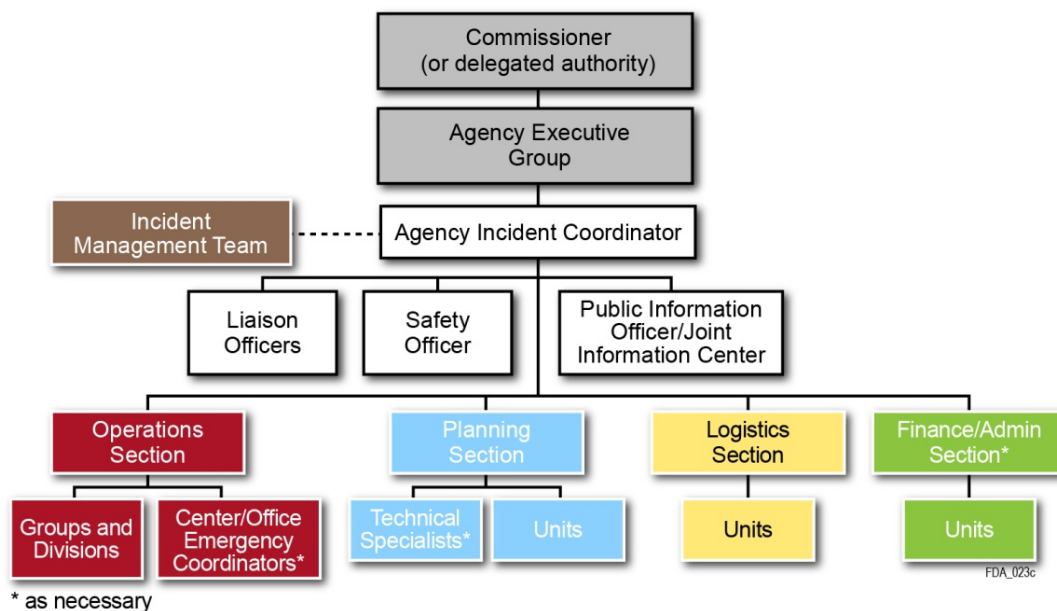 Commissioner
(or delegated authority)
Agency Executive
Group
Incident
Management Team
Agency Incident Coordinator
Liaison
Officers
Safety
Officer
Public Information
Officer/Joint
Information Center
Operations
Section
Planning
Section
Logistics
Section
Finance/Admin
Section*
Groups and
Divisions
Center/Office
Emergency
Coordinators*
Technical
Specialists*
Units
Units
Units
FDA_023c
* as necessary